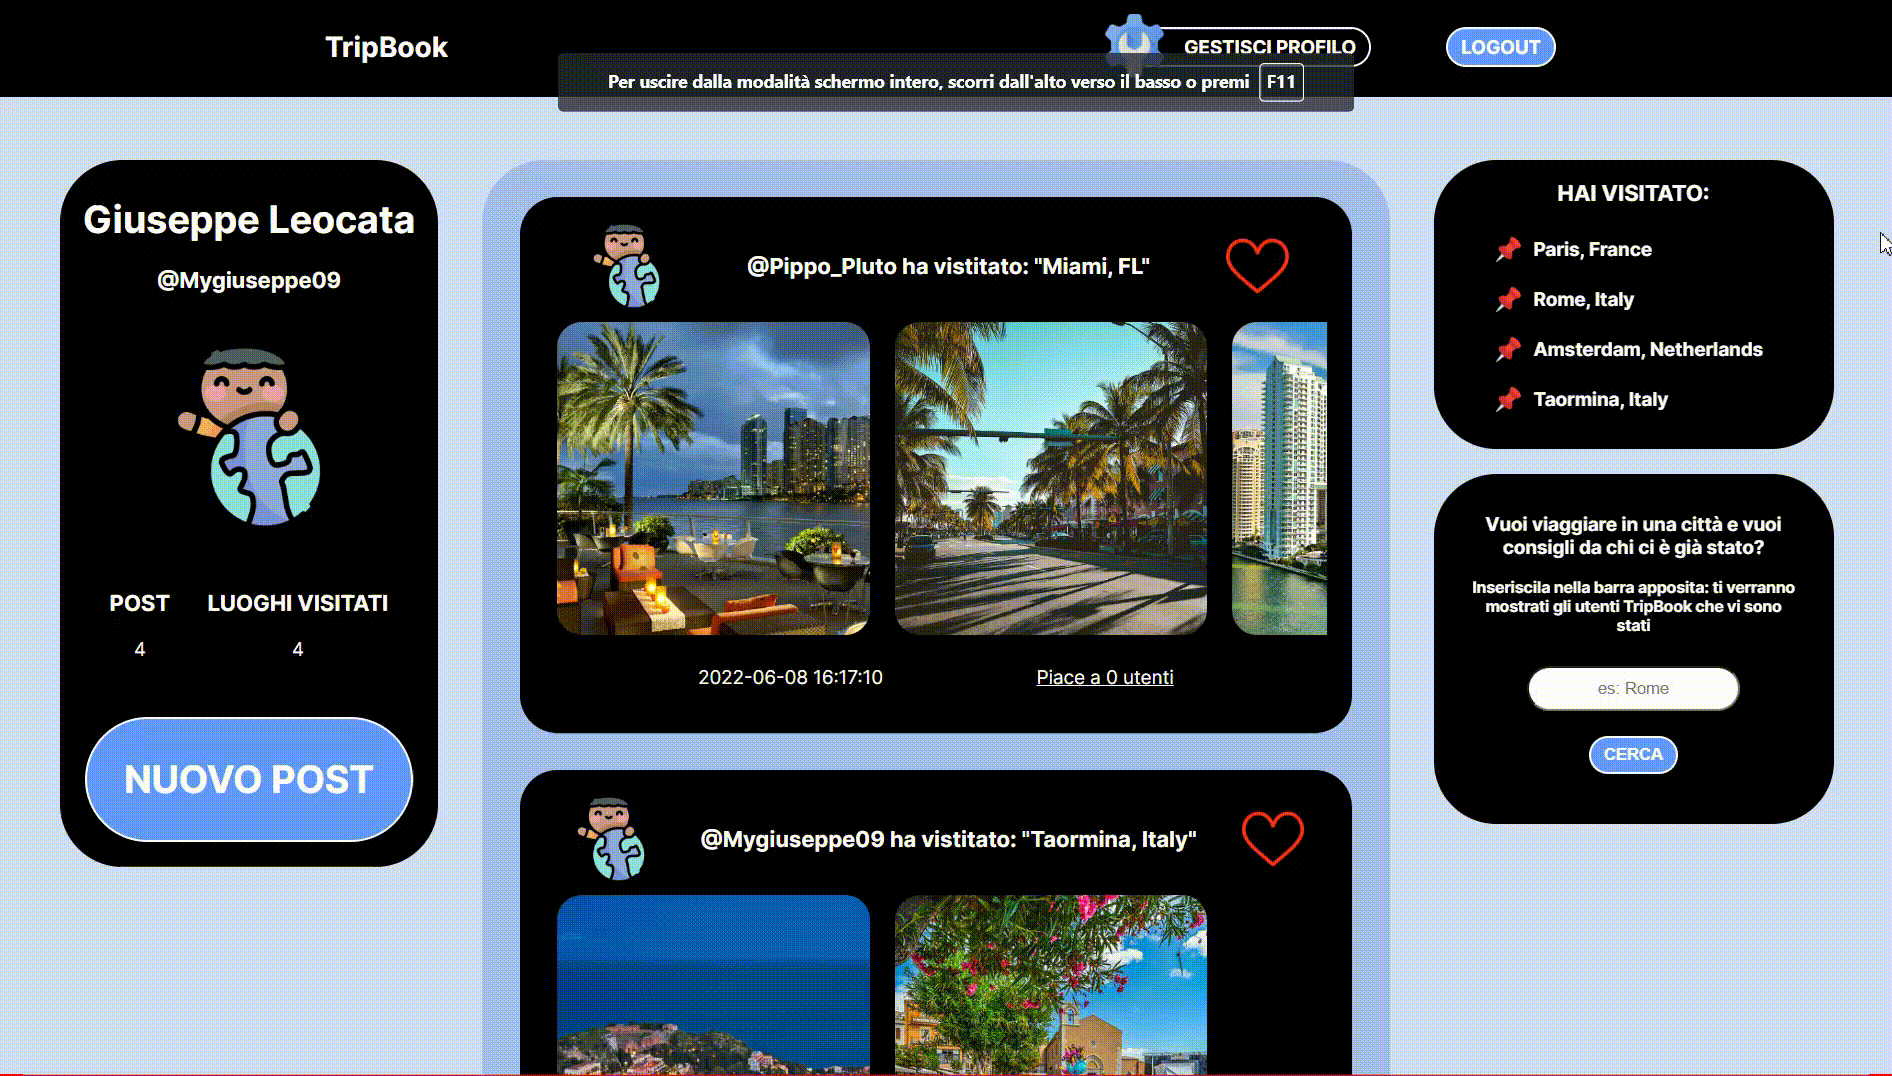 TripBook
GESTISCI PROFILO
LOGOUT
Per uscire dalla modalità schermo intero, scorri dall'alto verso il basso o premi F11
Giuseppe Leocata
@Mygiuseppe09
POST
LUOGHI VISITATI
4
4
NUOVO POST
@Pippo_Pluto ha vistitato: "Miami, FL"
2022-06-08 16:17:10
Piace a 0 utenti
@Mygiuseppe09 ha vistitato: "Taormina, Italy"
HAI VISITATO:
Paris, France
Rome, Italy
Amsterdam, Netherlands
Taormina, Italy
Vuoi viaggiare in una città e vuoi
consigli da chi ci è già stato?
Inseriscila nella barra apposita: ti verranno
mostrati gli utenti TripBook che vi sono
stati
es: Rome
CERCA